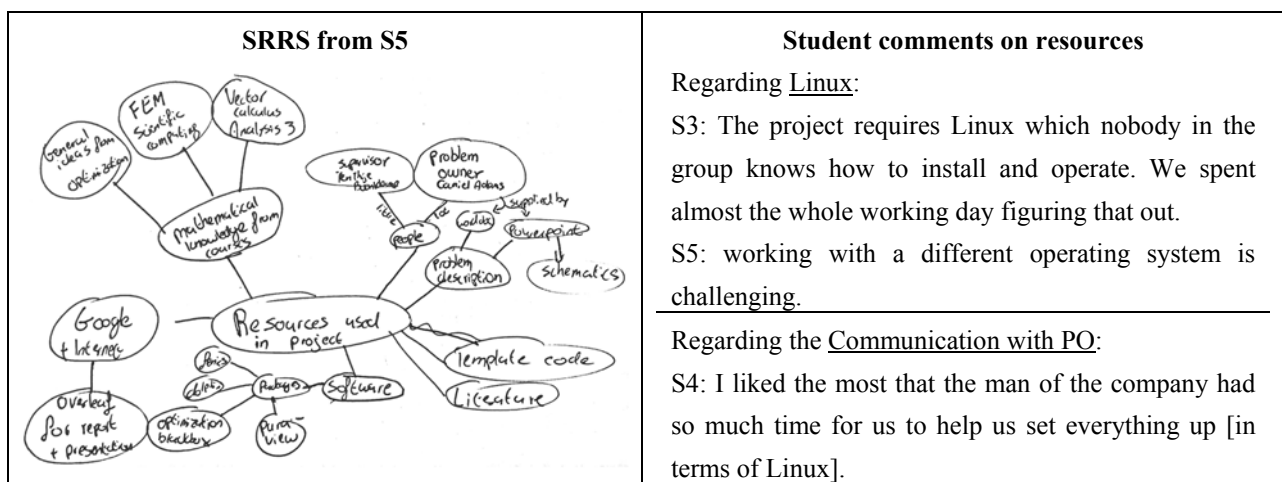 SRRS from S5
General
ideas from
optimization
FEM
Scientific
computing
Vector
calculus
Analysis 3
mathematical
knowledge from
courses
supervisor
people
Problem
owner
supplied by
Powerpoint
schematics
problem
description
Google
+ Internet
Overleaf
for report
+ presentation
Resources used
in project
Template code
Literature
Software
optimization
Para-
view
Student comments on resources
Regarding Linux:
S3: The project requires Linux which nobody in the
group knows how to install and operate. We spent
almost the whole working day figuring that out.
S5: working with a different operating system is
challenging.
Regarding the Communication with PO:
S4: I liked the most that the man of the company had
so much time for us to help us set everything up [in
terms of Linux].